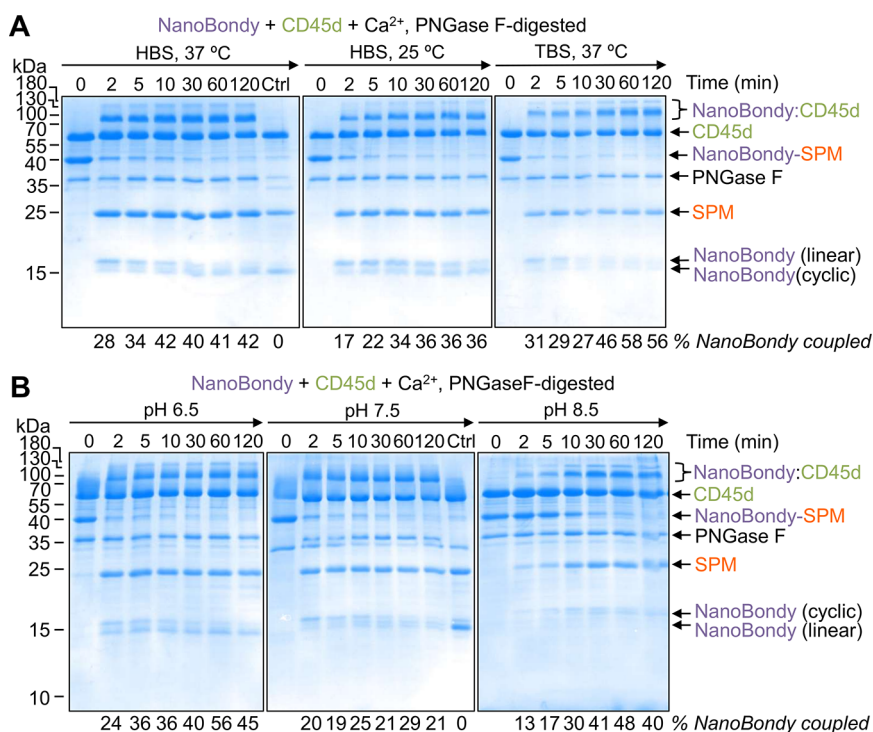 A
NanoBondy + CD45d + Ca²⁺, PNGase F-digested
HBS, 37 ºC
HBS, 25 ºC
TBS, 37 ºC
kDa
0 2 5 10 30 60 120 Ctrl
0 2 5 10 30 60 120
0 2 5 10 30 60 120
Time (min)
180
130
100
70
55
40
35
25
15
NanoBondy:CD45d
CD45d
NanoBondy-SPM
PNGase F
SPM
NanoBondy (linear)
NanoBondy(cyclic)
28 34 42 40 41 42 0
17 22 34 36 36 36
31 29 27 46 58 56
% NanoBondy coupled
B
NanoBondy + CD45d + Ca²⁺, PNGaseF-digested
pH 6.5
pH 7.5
pH 8.5
kDa
0 2 5 10 30 60 120
0 2 5 10 30 60 120 Ctrl
0 2 5 10 30 60 120
Time (min)
180
130
100
70
55
40
35
25
15
10
NanoBondy:CD45d
CD45d
NanoBondy-SPM
PNGase F
SPM
NanoBondy (cyclic)
NanoBondy (linear)
24 36 36 40 56 45
20 19 25 21 29 21 0
13 17 30 41 48 40
% NanoBondy coupled